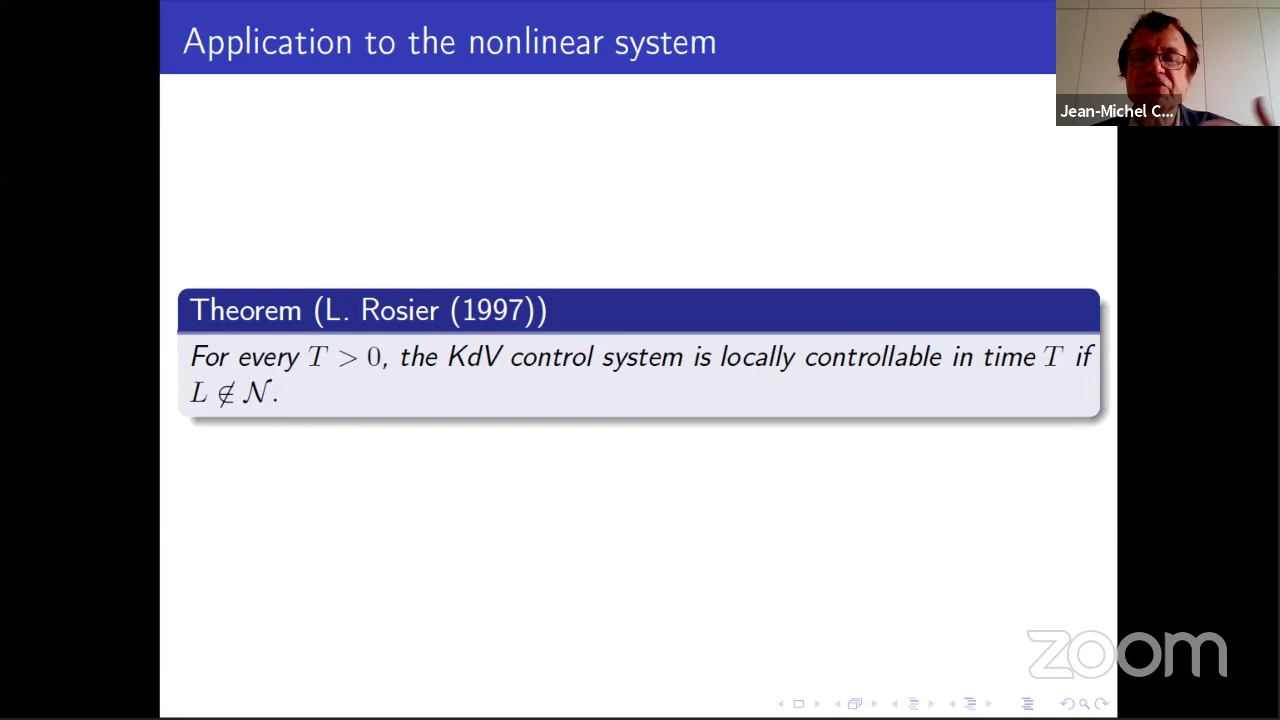 Application to the nonlinear system
Jean-Michel C...
Theorem (L. Rosier (1997))
For every T > 0, the KdV control system is locally controllable in time T if
L ∉ 𝒩.
zoom